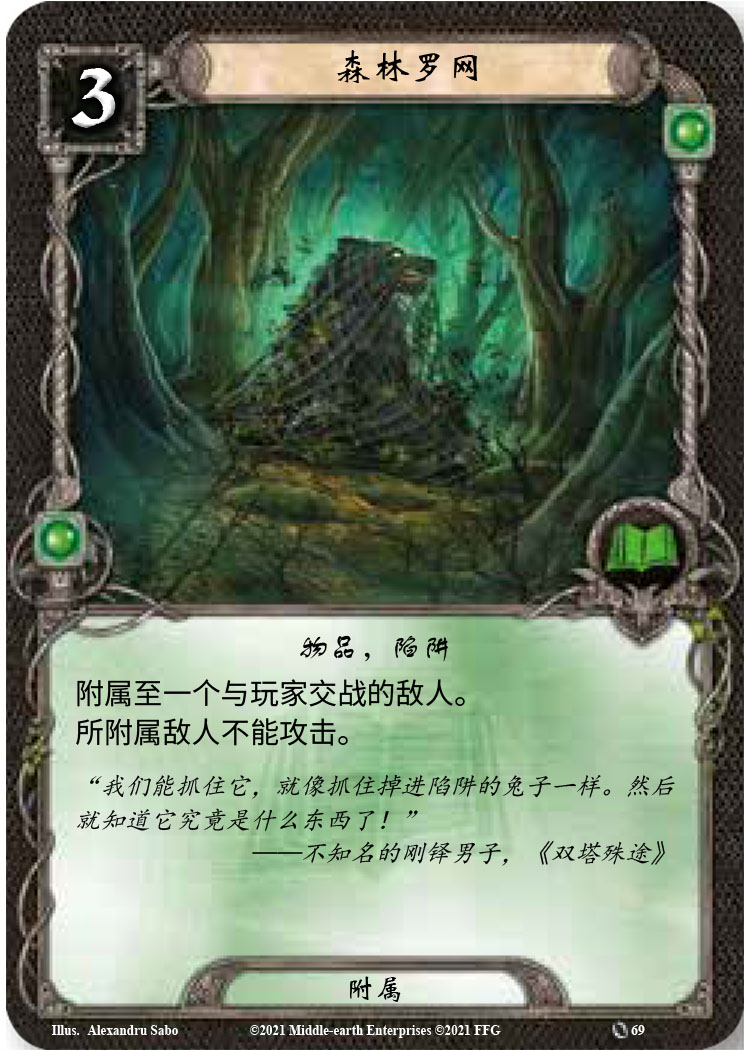 3
森林罗网
物品，陷阱
附属至一个与玩家交战的敌人。
所附属敌人不能攻击。
“我们能抓住它，就像抓住掉进陷阱的兔子一样。然后
就知道它究竟是什么东西了！”
——不知名的刚铎男子，《双塔殊途》
附属
Illus. Alexandru Sabo ©2021 Middle-earth Enterprises ©2021 FFG 69